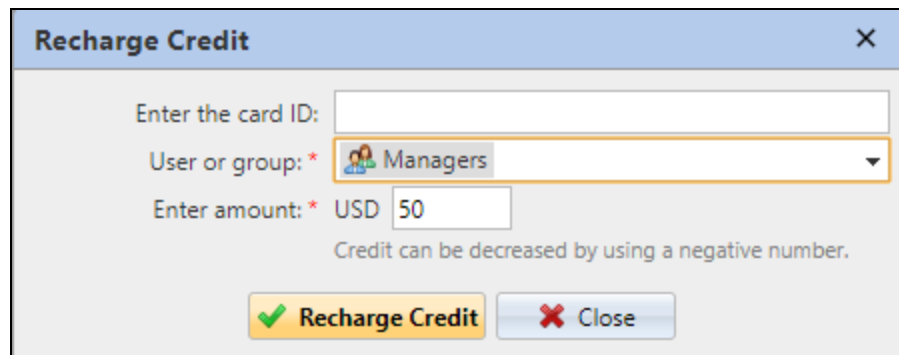 Recharge Credit
Enter the card ID:
User or group: * Managers
Enter amount: * USD 50
Credit can be decreased by using a negative number.
Recharge Credit Close